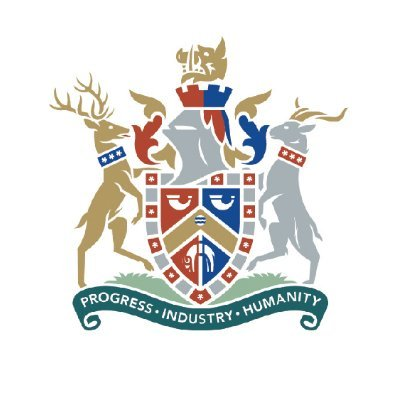 PROGRESS · INDUSTRY · HUMANITY